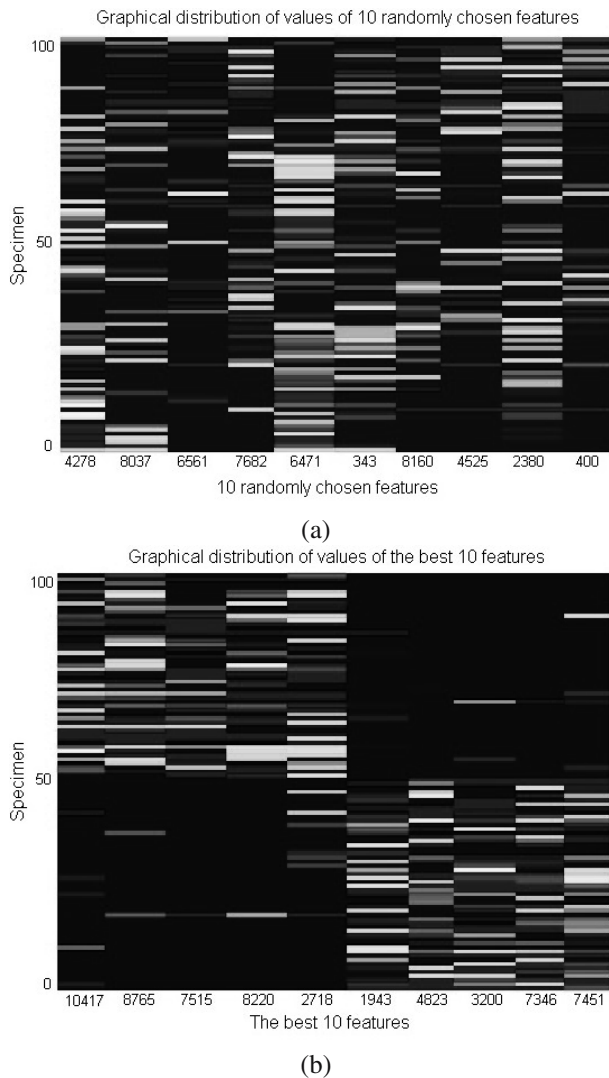 Graphical distribution of values of 10 randomly chosen features
100
50
0
Specimen
4278 8037 6561 7682 6471 343 8160 4525 2380 400
10 randomly chosen features
(a)
Graphical distribution of values of the best 10 features
100
50
0
Specimen
10417 8765 7515 8220 2718 1943 4823 3200 7346 7451
The best 10 features
(b)